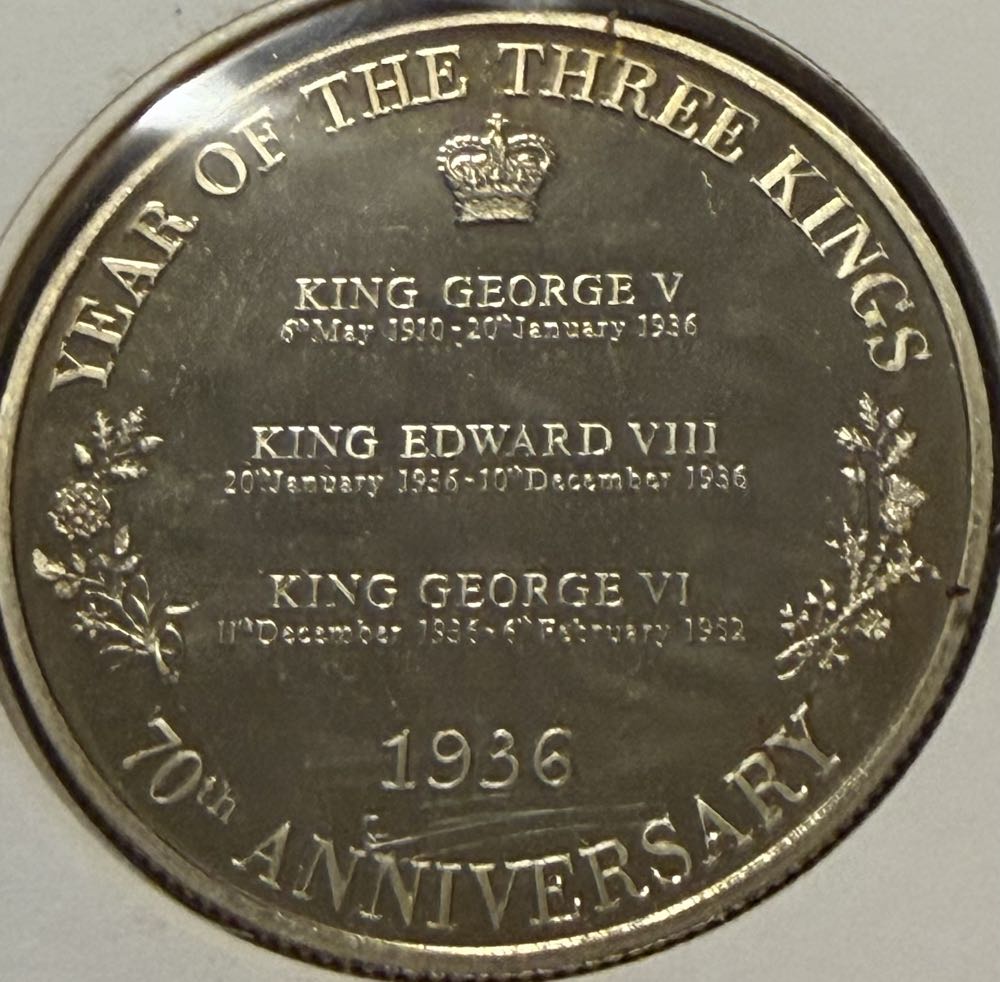 YEAR OF THE THREE KINGS
KING GEORGE V
6th May 1910 - 20th January 1936
KING EDWARD VIII
20th January 1936 - 10th December 1936
KING GEORGE VI
11th December 1936 - 6th February 1952
1936
70th ANNIVERSARY